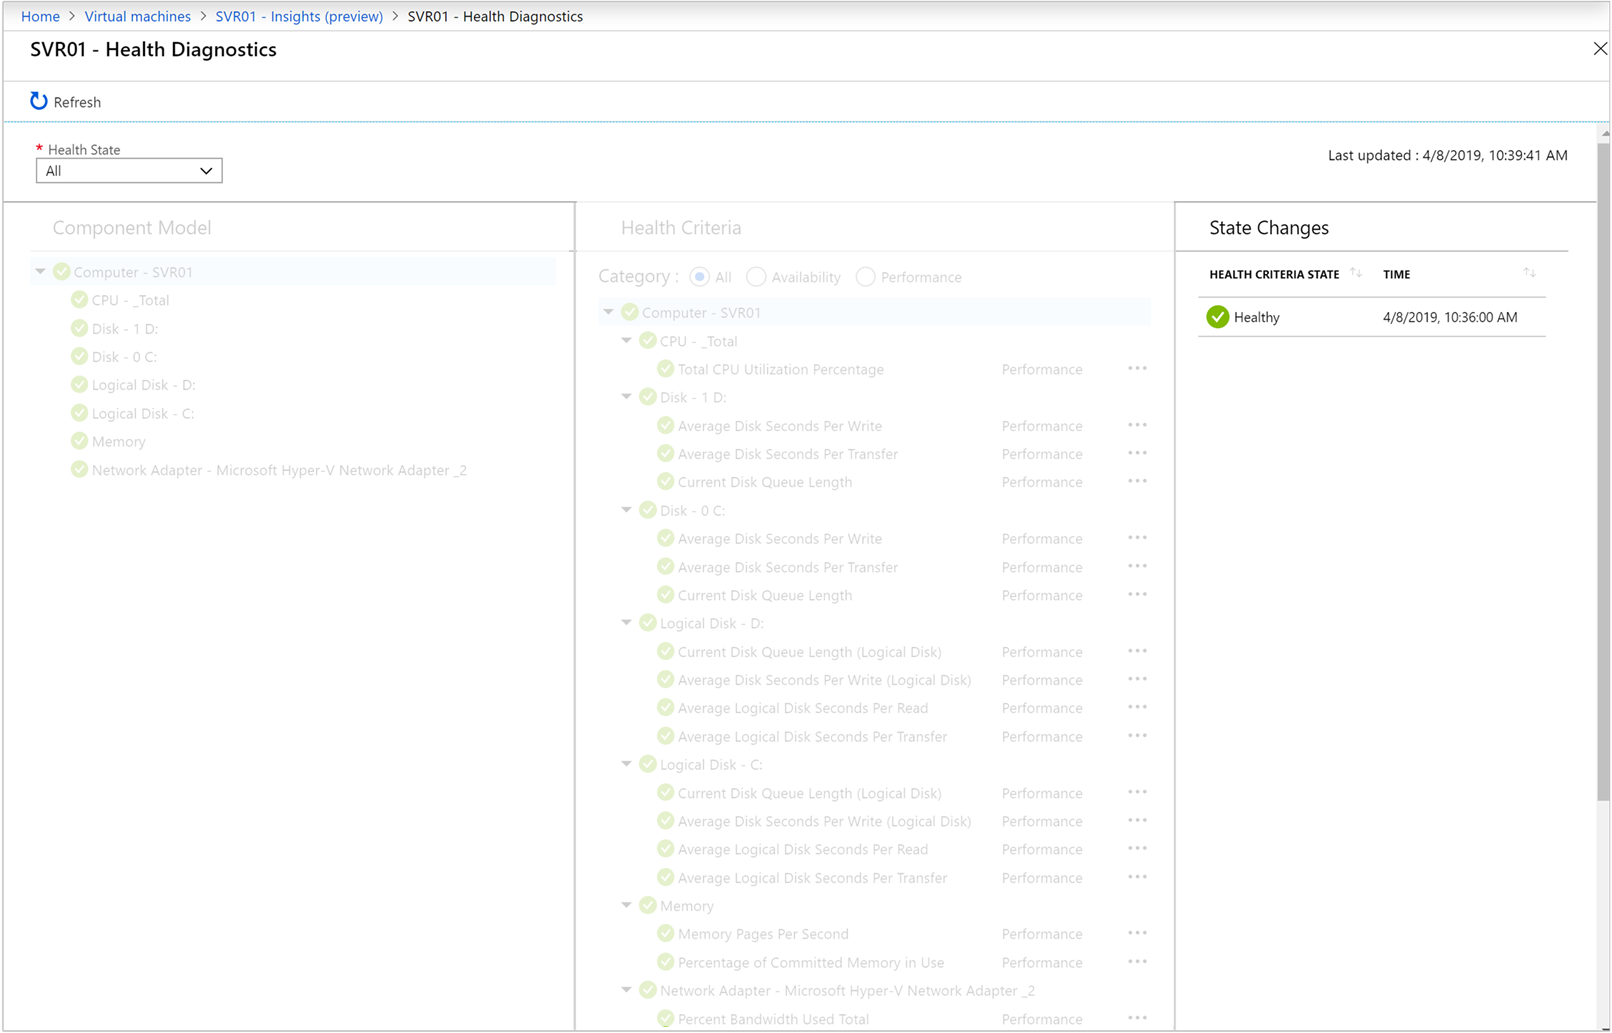 Home > Virtual machines > SVR01 - Insights (preview) > SVR01 - Health Diagnostics
SVR01 - Health Diagnostics
Refresh
* Health State
All
Last updated : 4/8/2019, 10:39:41 AM
Component Model
Computer - SVR01
CPU - _Total
Disk - 1 D:
Disk - 0 C:
Logical Disk - D:
Logical Disk - C:
Memory
Network Adapter - Microsoft Hyper-V Network Adapter _2
Health Criteria
Category : All Availability Performance
Computer - SVR01
CPU - _Total
Total CPU Utilization Percentage Performance
Disk - 1 D:
Average Disk Seconds Per Write Performance
Average Disk Seconds Per Transfer Performance
Current Disk Queue Length Performance
Disk - 0 C:
Average Disk Seconds Per Write Performance
Average Disk Seconds Per Transfer Performance
Current Disk Queue Length Performance
Logical Disk - D:
Current Disk Queue Length (Logical Disk) Performance
Average Disk Seconds Per Write (Logical Disk) Performance
Average Logical Disk Seconds Per Read Performance
Average Logical Disk Seconds Per Transfer Performance
Logical Disk - C:
Current Disk Queue Length (Logical Disk) Performance
Average Disk Seconds Per Write (Logical Disk) Performance
Average Logical Disk Seconds Per Read Performance
Average Logical Disk Seconds Per Transfer Performance
Memory
Memory Pages Per Second Performance
Percentage of Committed Memory in Use Performance
Network Adapter - Microsoft Hyper-V Network Adapter _2
Percent Bandwidth Used Total Performance
State Changes
HEALTH CRITERIA STATE TIME
Healthy 4/8/2019, 10:36:00 AM